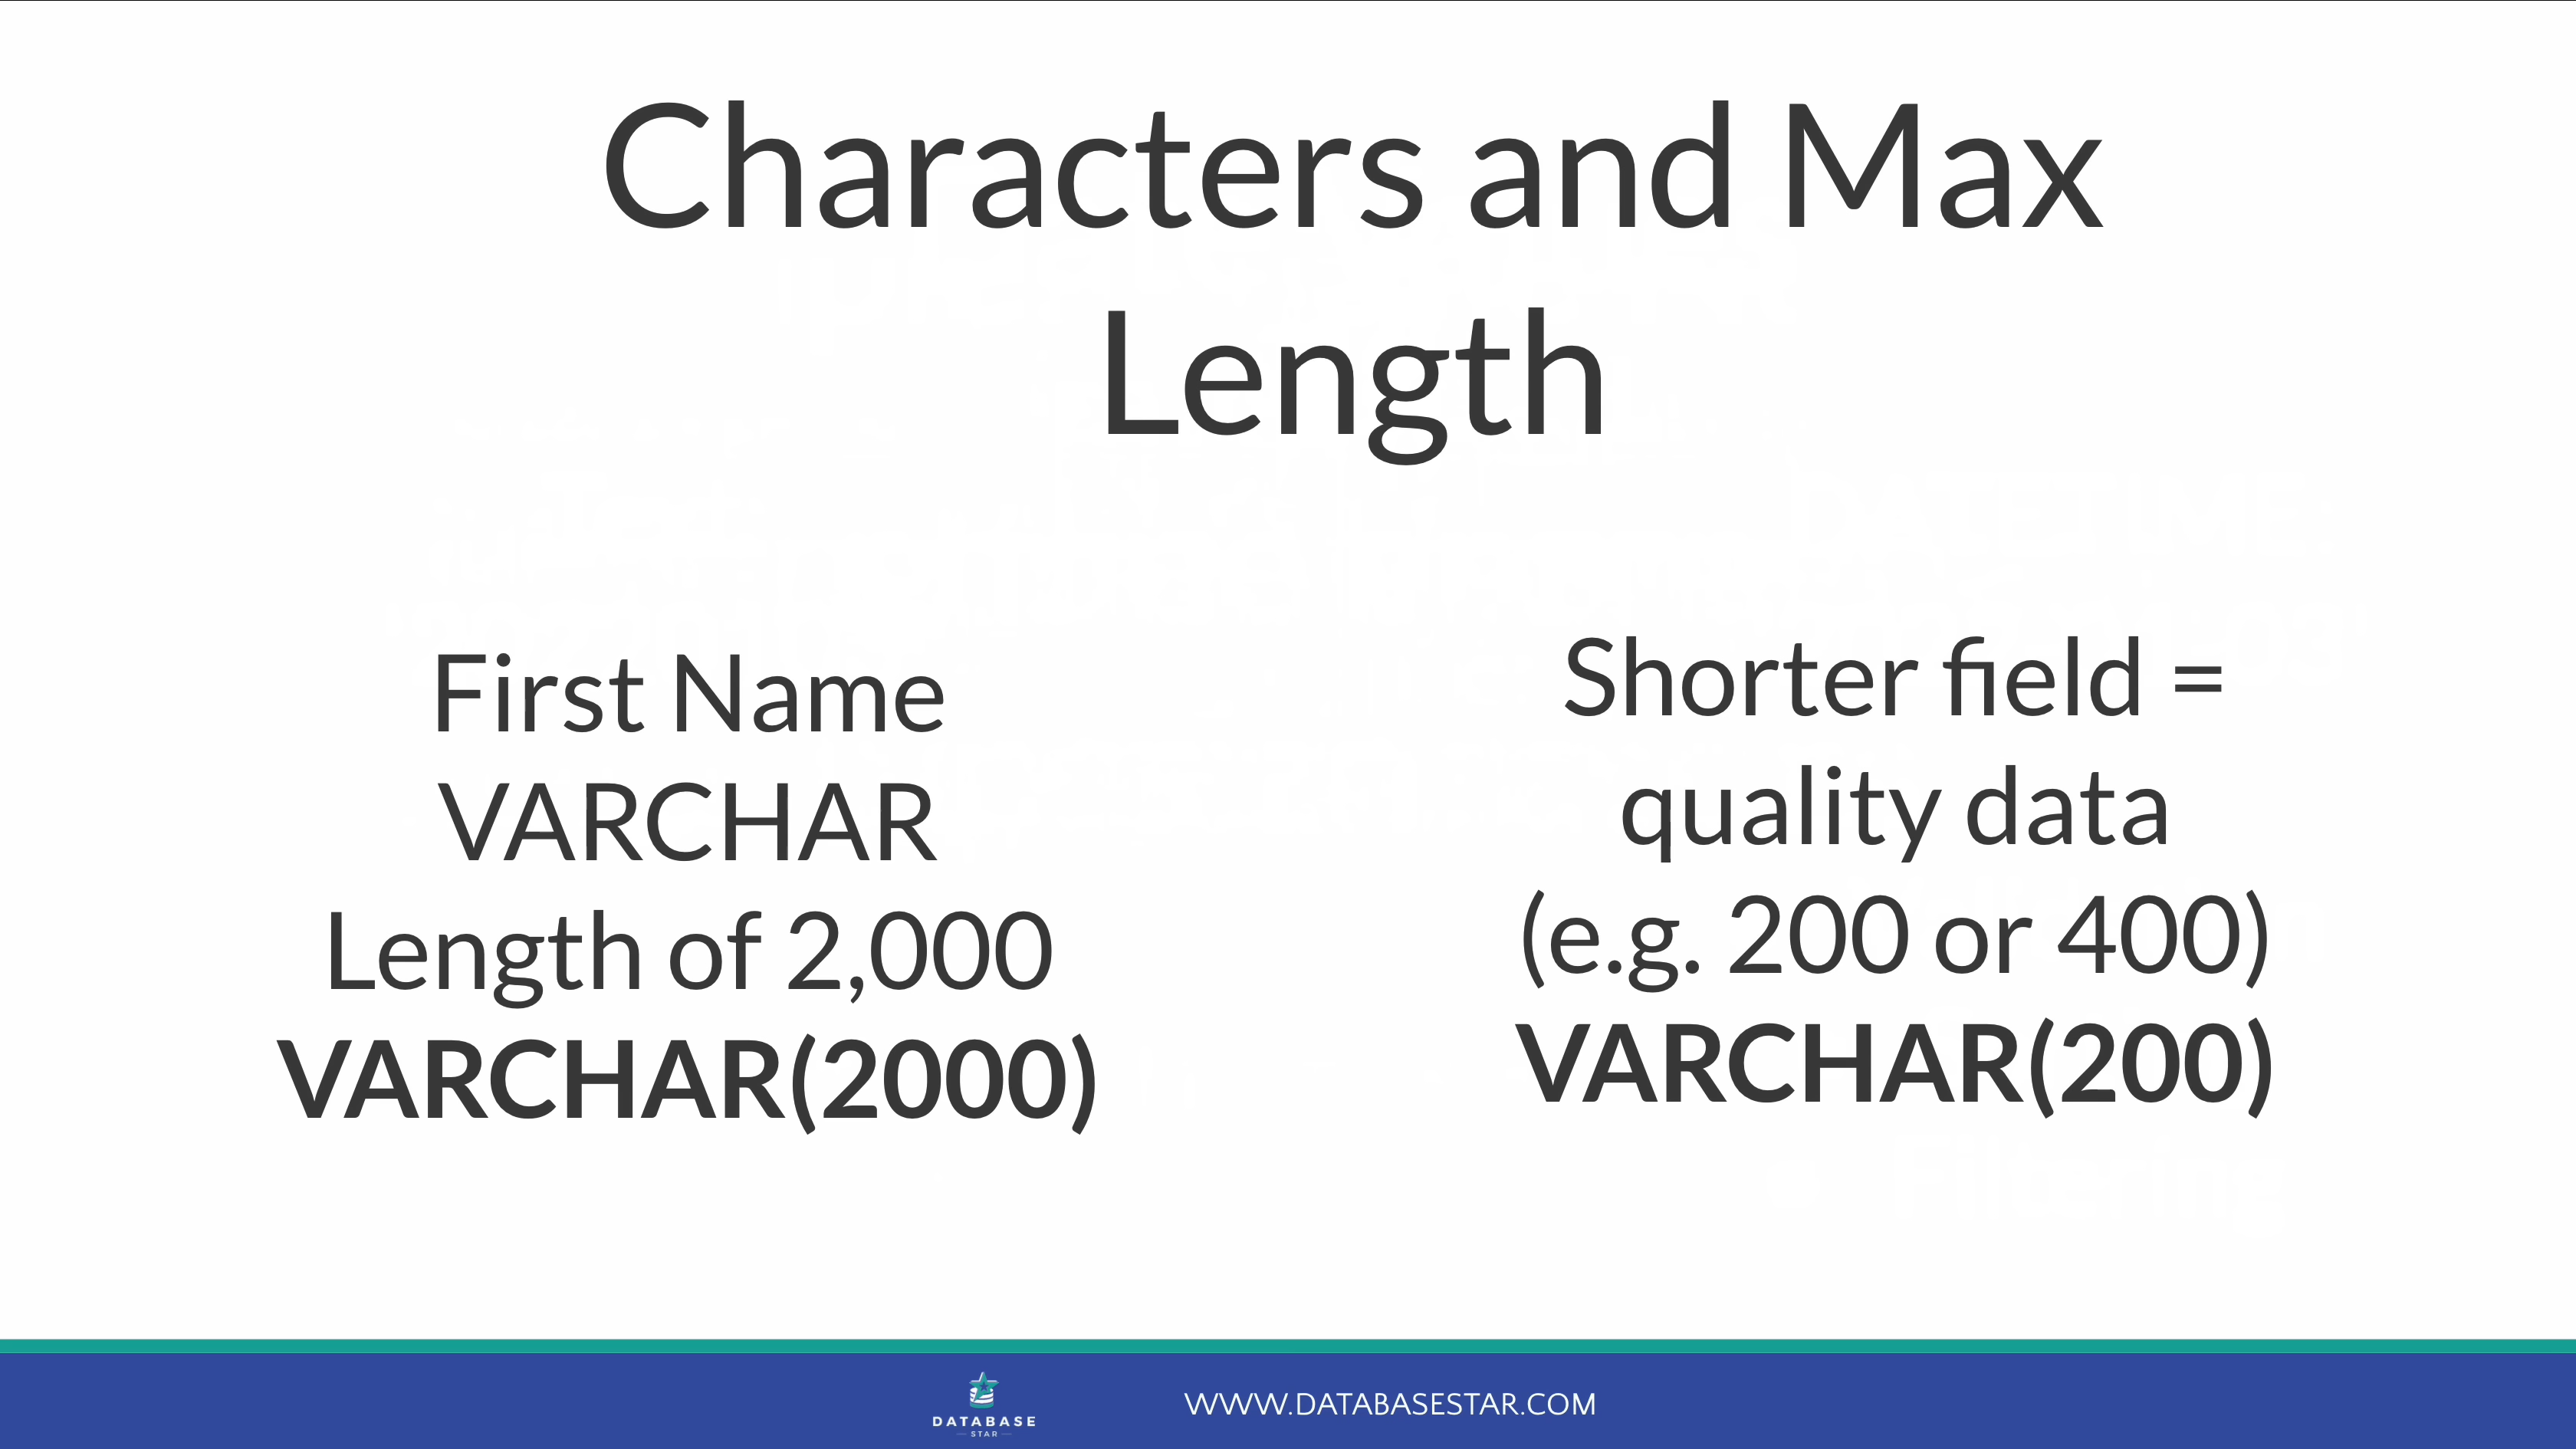 Characters and Max
Length
First Name
VARCHAR
Length of 2,000
VARCHAR(2000)
Shorter field =
quality data
(e.g. 200 or 400)
VARCHAR(200)
DATABASE
STAR
WWW.DATABASESTAR.COM